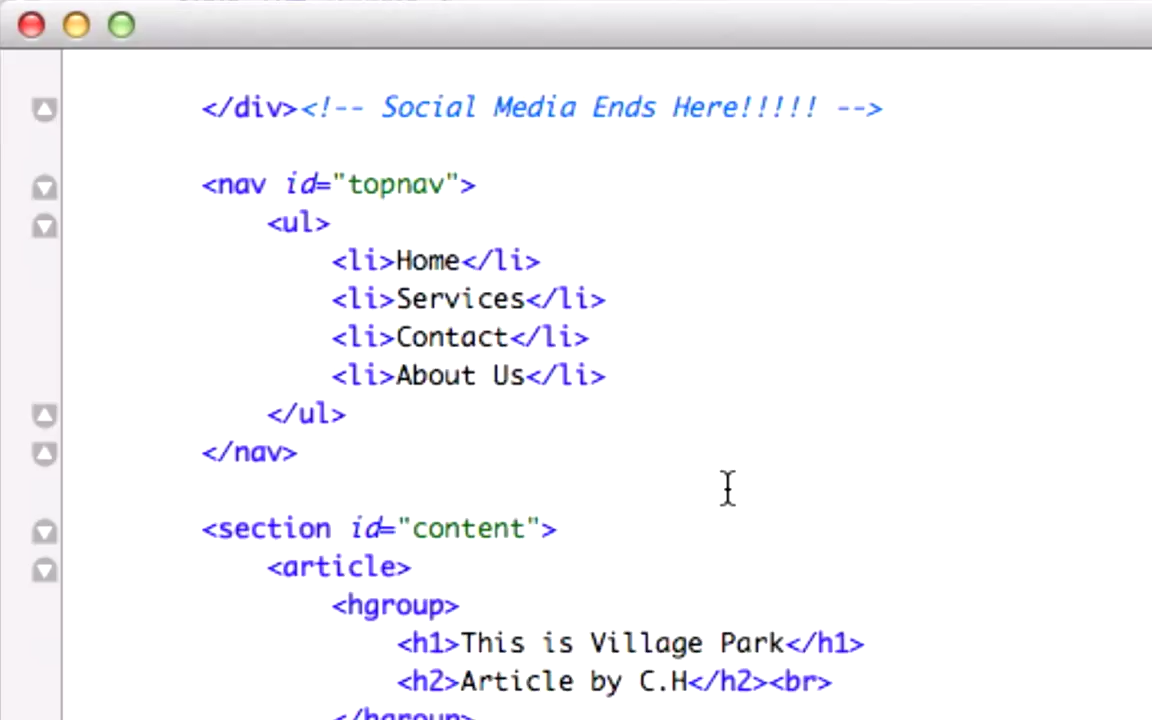 </div><!-- Social Media Ends Here!!!!! -->
<nav id="topnav">
<ul>
<li>Home</li>
<li>Services</li>
<li>Contact</li>
<li>About Us</li>
</ul>
</nav>
<section id="content">
<article>
<hgroup>
<h1>This is Village Park</h1>
<h2>Article by C.H</h2><br>
</hgroup>